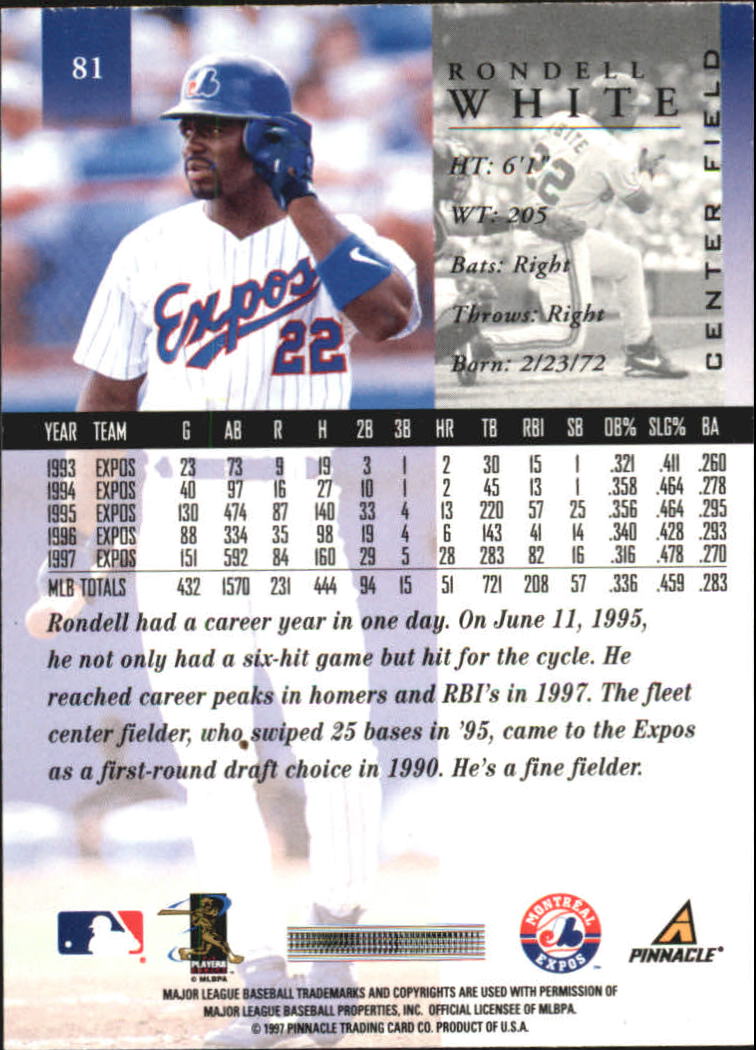 81
RONDELL
WHITE
HT: 6'1"
WT: 205
Bats: Right
Throws: Right
Born: 2/23/72
CENTER FIELD
Expos
22
WHITE
22
YEAR TEAM G AB R H 2B 3B HR TB RBI SB OB% SLG% BA
1993 EXPOS 23 73 9 19 3 1 2 30 15 1 .321 .411 .260
1994 EXPOS 40 97 16 27 10 1 2 45 13 1 .358 .464 .278
1995 EXPOS 130 474 87 140 33 4 13 220 57 25 .356 .464 .295
1996 EXPOS 88 334 35 98 19 4 6 143 41 14 .340 .428 .293
1997 EXPOS 151 592 84 160 29 5 28 283 82 16 .316 .478 .270
MLB TOTALS 432 1570 231 444 94 15 51 721 208 57 .336 .459 .283
Rondell had a career year in one day. On June 11, 1995,
he not only had a six-hit game but hit for the cycle. He
reached career peaks in homers and RBI's in 1997. The fleet
center fielder, who swiped 25 bases in '95, came to the Expos
as a first-round draft choice in 1990. He's a fine fielder.
PLAYERS
© MLBPA
MONTRÉAL
EXPOS
™
PINNACLE®
MAJOR LEAGUE BASEBALL TRADEMARKS AND COPYRIGHTS ARE USED WITH PERMISSION OF
MAJOR LEAGUE BASEBALL PROPERTIES, INC. OFFICIAL LICENSEE OF MLBPA.
© 1997 PINNACLE TRADING CARD CO. PRODUCT OF U.S.A.